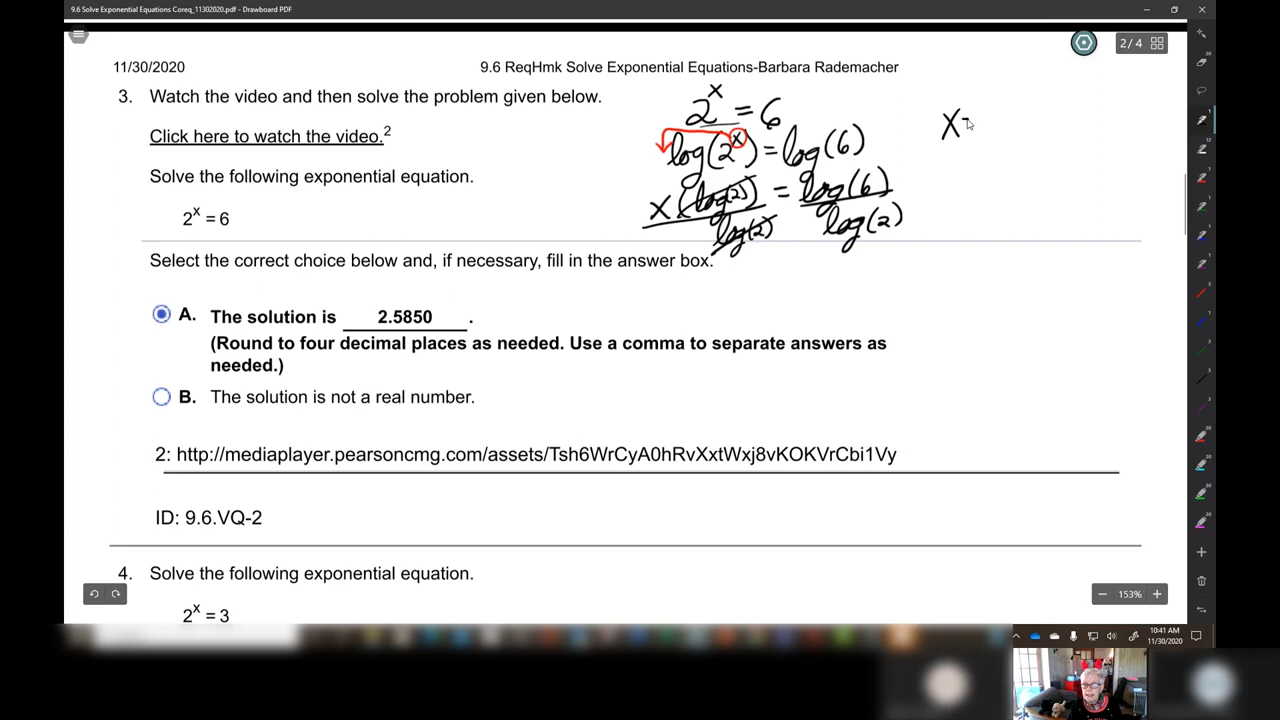 9.6 Solve Exponential Equations Coreq_11302020.pdf - Drawboard PDF
2/4
11/30/2020 9.6 ReqHmk Solve Exponential Equations-Barbara Rademacher
3. Watch the video and then solve the problem given below.
Click here to watch the video.2
Solve the following exponential equation.
2^x = 6
2^x = 6
log(2^x) = log(6)
x (log(2)) = log(6)
log(2) log(2)
X=
Select the correct choice below and, if necessary, fill in the answer box.
A. The solution is 2.5850 .
(Round to four decimal places as needed. Use a comma to separate answers as
needed.)
B. The solution is not a real number.
2: http://mediaplayer.pearsoncmg.com/assets/Tsh6WrCyA0hRvXxtWxj8vKOKVrCbi1Vy
ID: 9.6.VQ-2
4. Solve the following exponential equation.
2^x = 3
153%
10:41 AM
11/30/2020